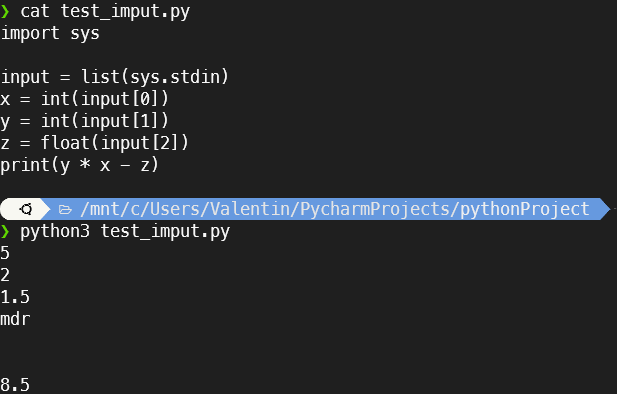 ❯ cat test_imput.py
import sys

input = list(sys.stdin)
x = int(input[0])
y = int(input[1])
z = float(input[2])
print(y * x - z)

/mnt/c/Users/Valentin/PycharmProjects/pythonProject
❯ python3 test_imput.py
5
2
1.5
mdr


8.5